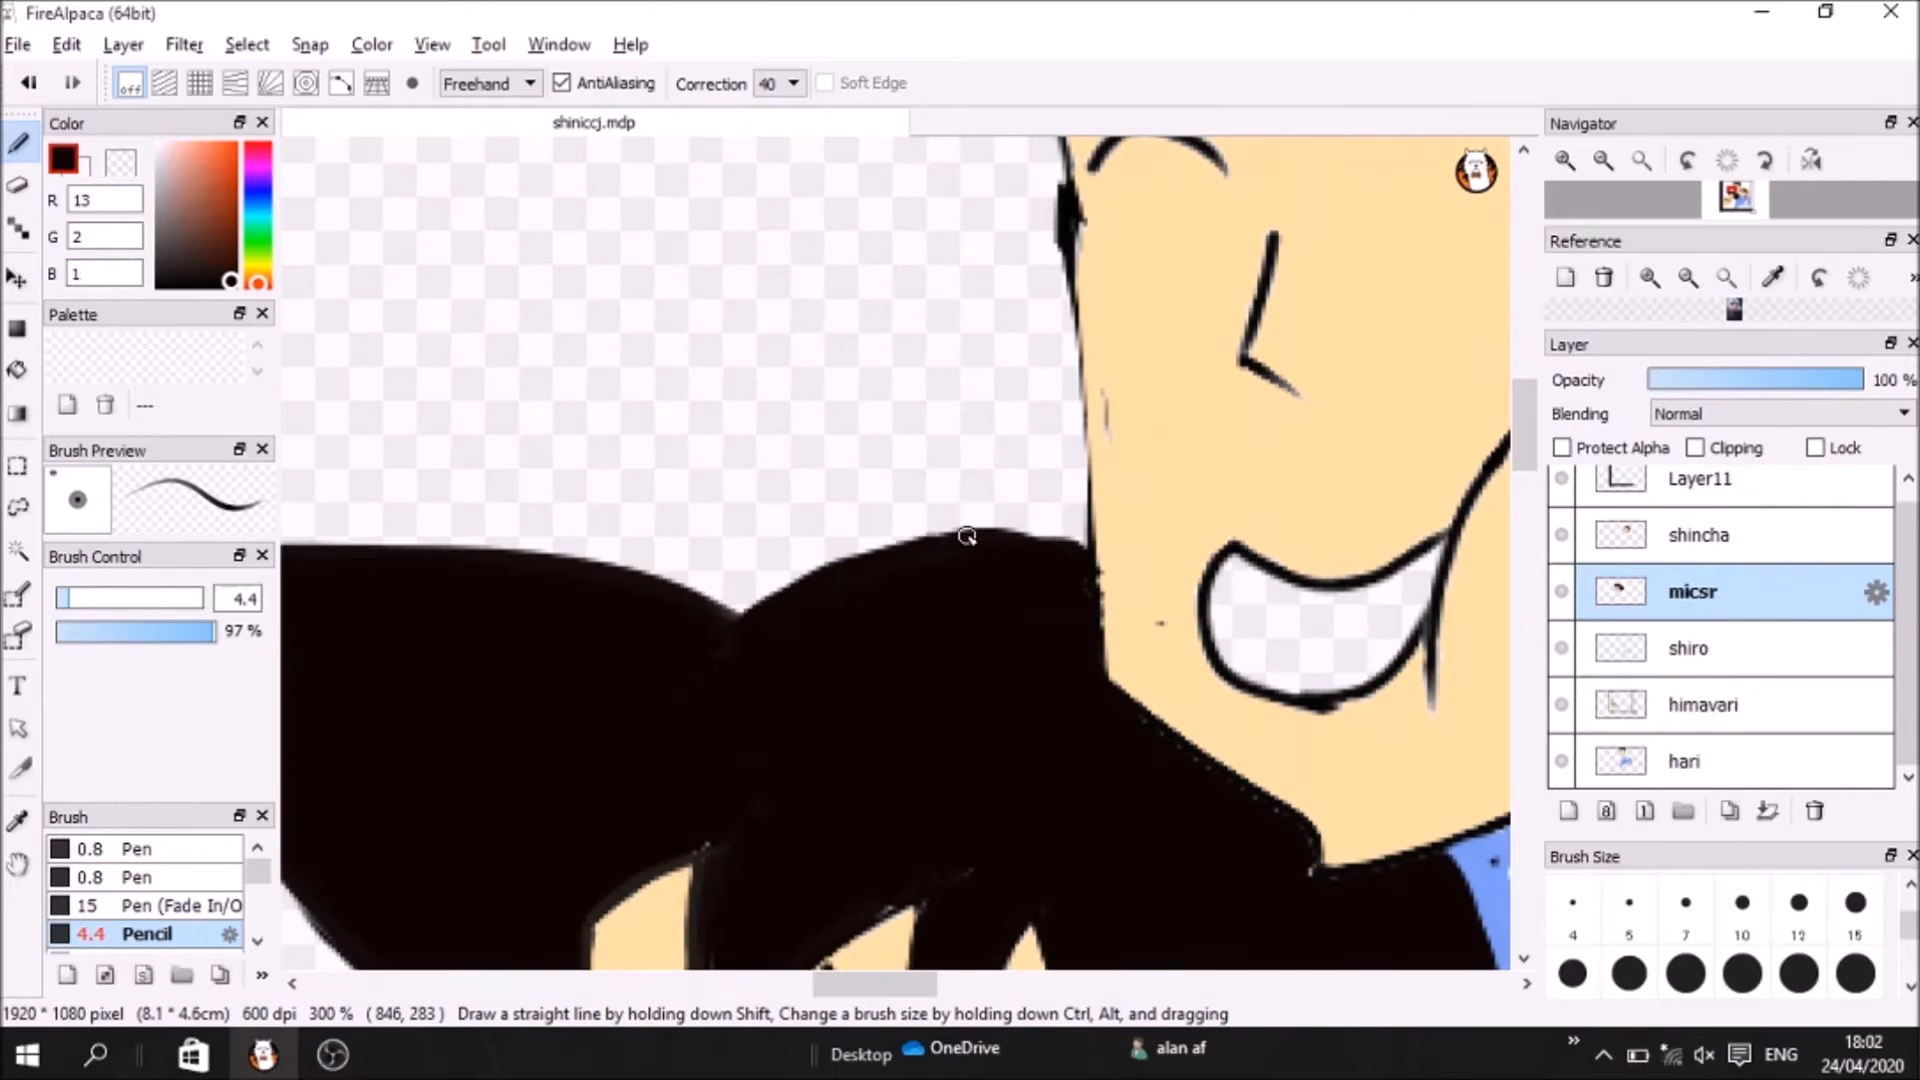 FireAlpaca (64bit)
File Edit Layer Filter Select Snap Color View Tool Window Help
off Freehand AntiAliasing Correction 40 Soft Edge
Color
R 13
G 2
B 1
Palette
---
Brush Preview
Brush Control
4.4
97 %
Brush
0.8 Pen
0.8 Pen
15 Pen (Fade In/O
4.4 Pencil
shiniccj.mdp
Navigator
Reference
Layer
Opacity 100 %
Blending Normal
Protect Alpha Clipping Lock
Layer11
shincha
micsr
shiro
himavari
hari
Brush Size
4 5 7 10 12 15
1920 * 1080 pixel (8.1 * 4.6cm) 600 dpi 300 % ( 846, 283 ) Draw a straight line by holding down Shift, Change a brush size by holding down Ctrl, Alt, and dragging
Desktop OneDrive alan af
ENG
18:02
24/04/2020